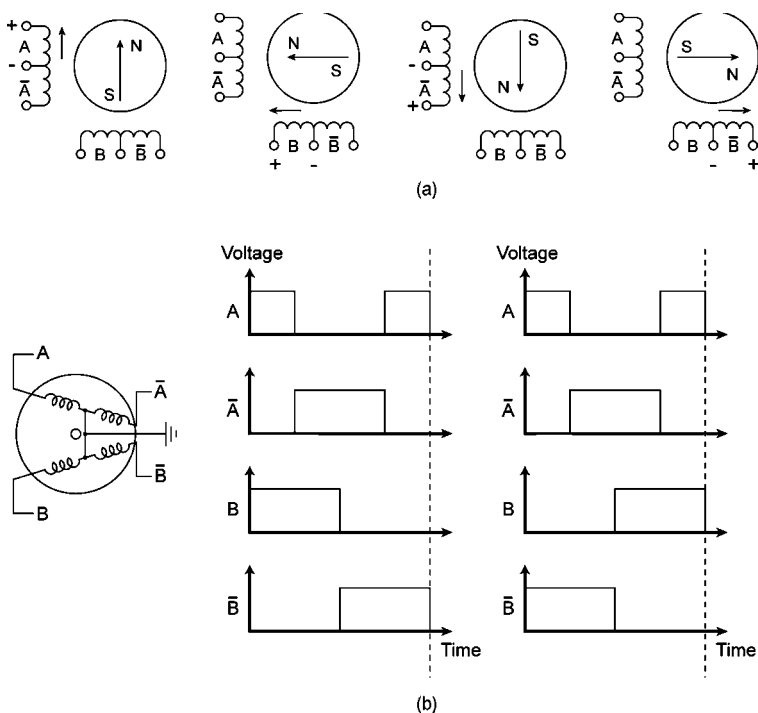 + A - Ā N S B B̄
A Ā N S B B̄ + -
A - Ā + S N B B̄
A Ā S N B B̄ - +
(a)
A Ā B B̄
Voltage
A
Ā
B
B̄
Time
Voltage
A
Ā
B
B̄
Time
(b)